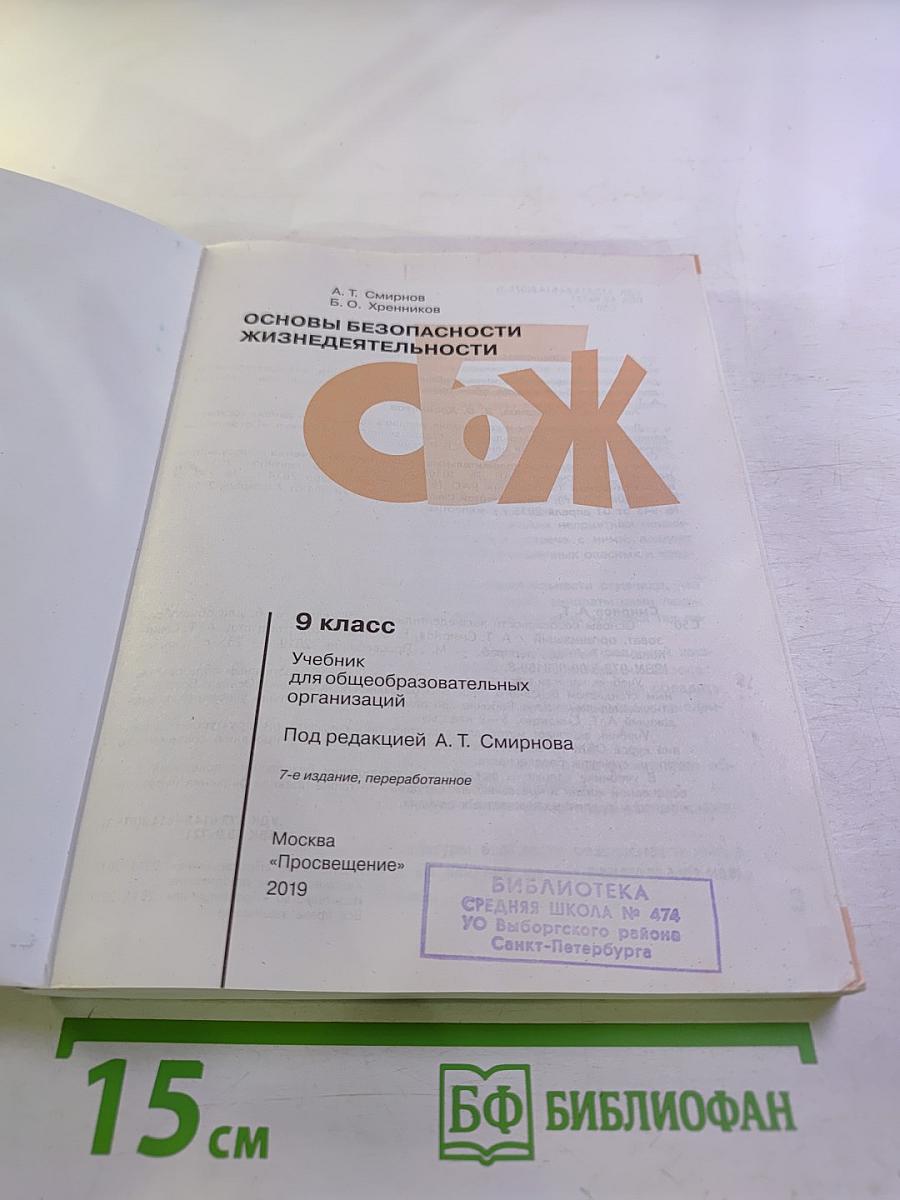 А. Т. Смирнов
Б. О. Хренников
ОСНОВЫ БЕЗОПАСНОСТИ
ЖИЗНЕДЕЯТЕЛЬНОСТИ
ОБЖ
9 класс
Учебник
для общеобразовательных
организаций
Под редакцией А. Т. Смирнова
7-е издание, переработанное
Москва
«Просвещение»
2019
БИБЛИОТЕКА
СРЕДНЯЯ ШКОЛА № 474
УО Выборгского района
Санкт-Петербурга
15 см
БФ БИБЛИОФАН